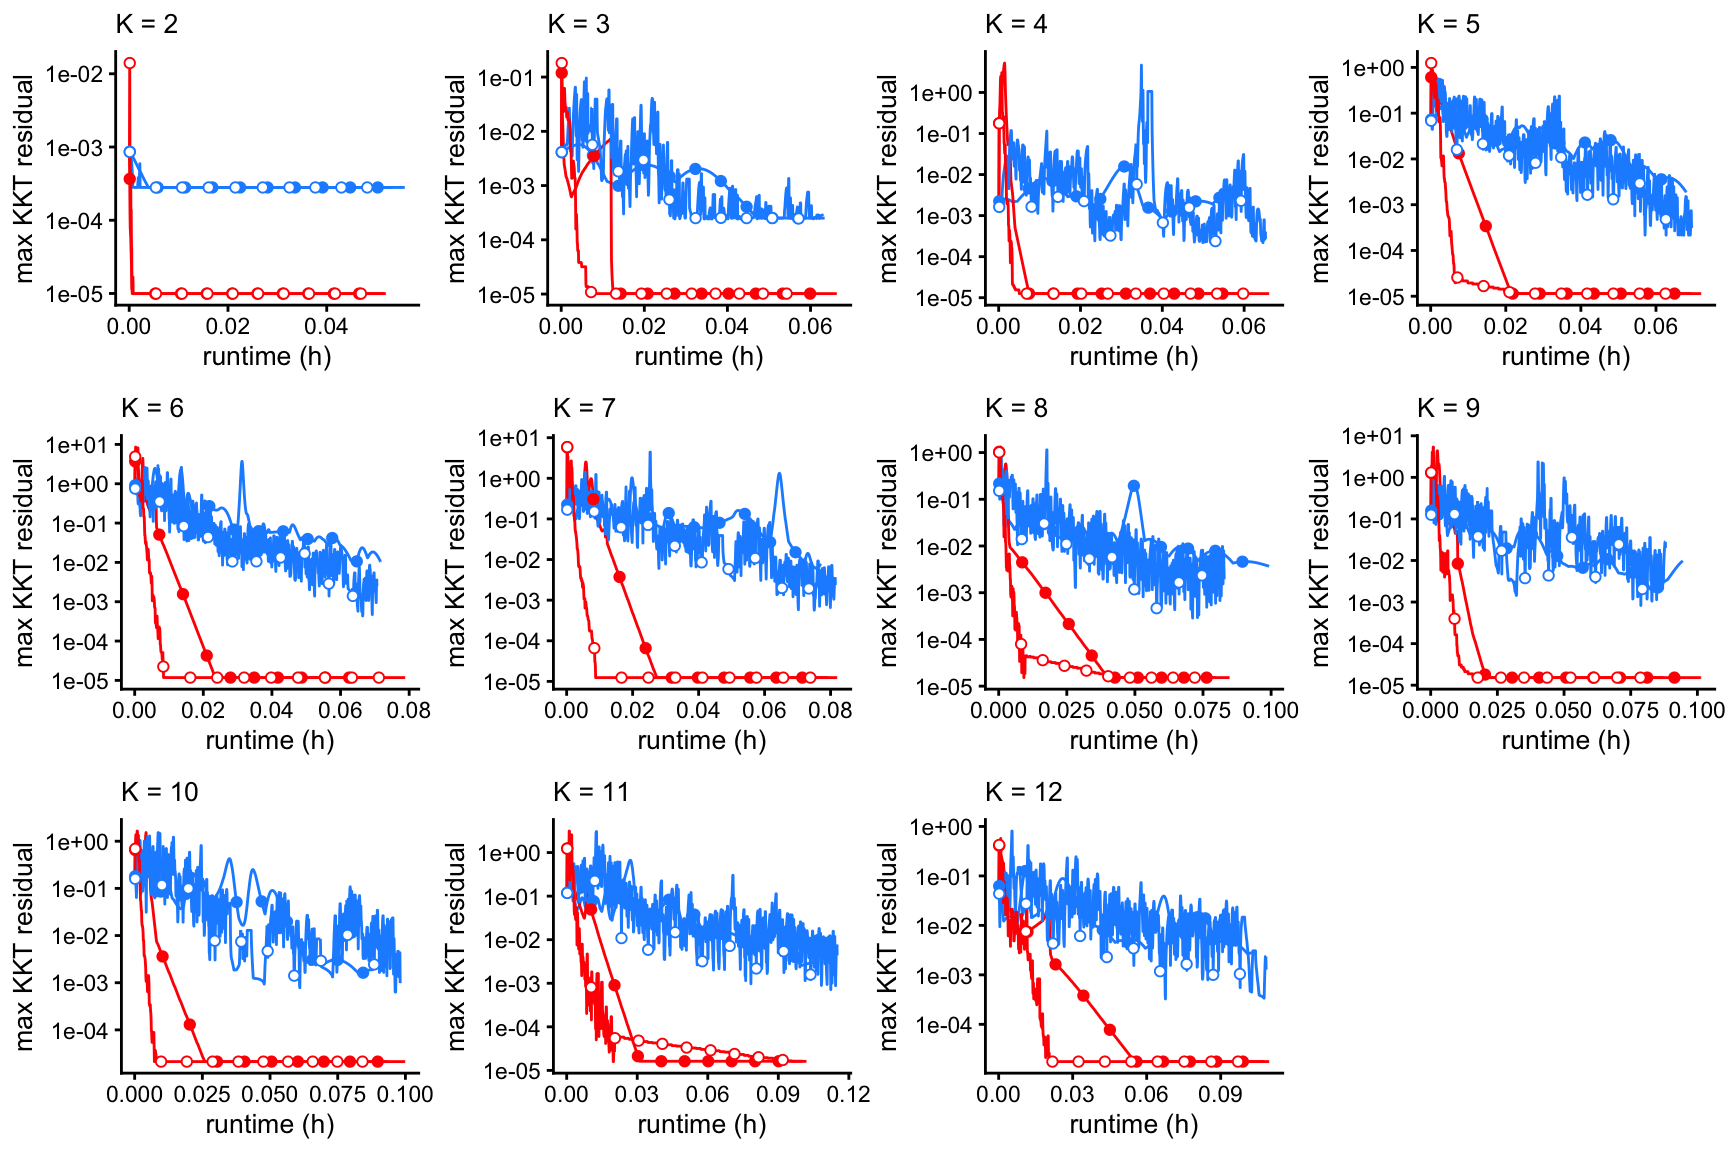 K = 2
max KKT residual
1e-02
1e-03
1e-04
1e-05
0.00 0.02 0.04
runtime (h)
K = 3
max KKT residual
1e-01
1e-02
1e-03
1e-04
1e-05
0.00 0.02 0.04 0.06
runtime (h)
K = 4
max KKT residual
1e+00
1e-01
1e-02
1e-03
1e-04
1e-05
0.00 0.02 0.04 0.06
runtime (h)
K = 5
max KKT residual
1e+00
1e-01
1e-02
1e-03
1e-04
1e-05
0.00 0.02 0.04 0.06
runtime (h)
K = 6
max KKT residual
1e+01
1e+00
1e-01
1e-02
1e-03
1e-04
1e-05
0.00 0.02 0.04 0.06 0.08
runtime (h)
K = 7
max KKT residual
1e+01
1e+00
1e-01
1e-02
1e-03
1e-04
1e-05
0.00 0.02 0.04 0.06 0.08
runtime (h)
K = 8
max KKT residual
1e+00
1e-01
1e-02
1e-03
1e-04
1e-05
0.000 0.025 0.050 0.075 0.100
runtime (h)
K = 9
max KKT residual
1e+01
1e+00
1e-01
1e-02
1e-03
1e-04
1e-05
0.000 0.025 0.050 0.075 0.100
runtime (h)
K = 10
max KKT residual
1e+00
1e-01
1e-02
1e-03
1e-04
0.000 0.025 0.050 0.075 0.100
runtime (h)
K = 11
max KKT residual
1e+00
1e-01
1e-02
1e-03
1e-04
1e-05
0.00 0.03 0.06 0.09 0.12
runtime (h)
K = 12
max KKT residual
1e+00
1e-01
1e-02
1e-03
1e-04
0.00 0.03 0.06 0.09
runtime (h)